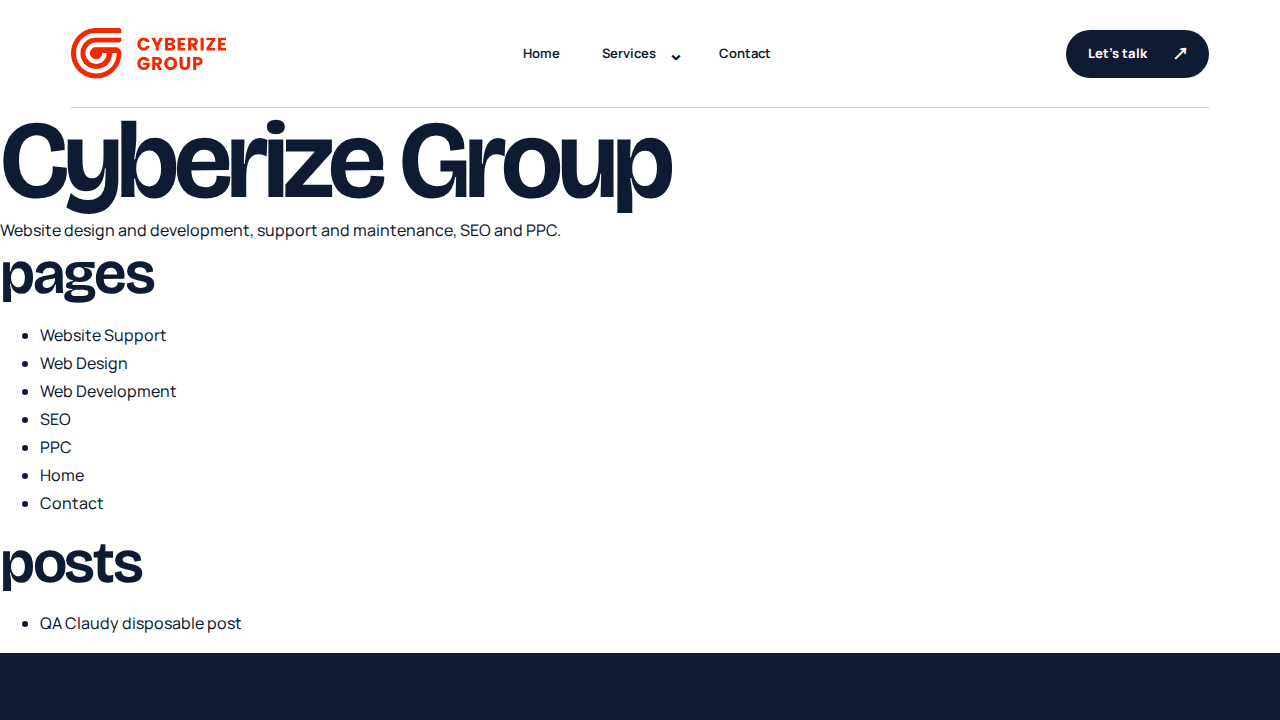 CYBERIZE
GROUP
Home
Services
Contact
Let's talk ↗
Cyberize Group
Website design and development, support and maintenance, SEO and PPC.
pages
Website Support
Web Design
Web Development
SEO
PPC
Home
Contact
posts
QA Claudy disposable post